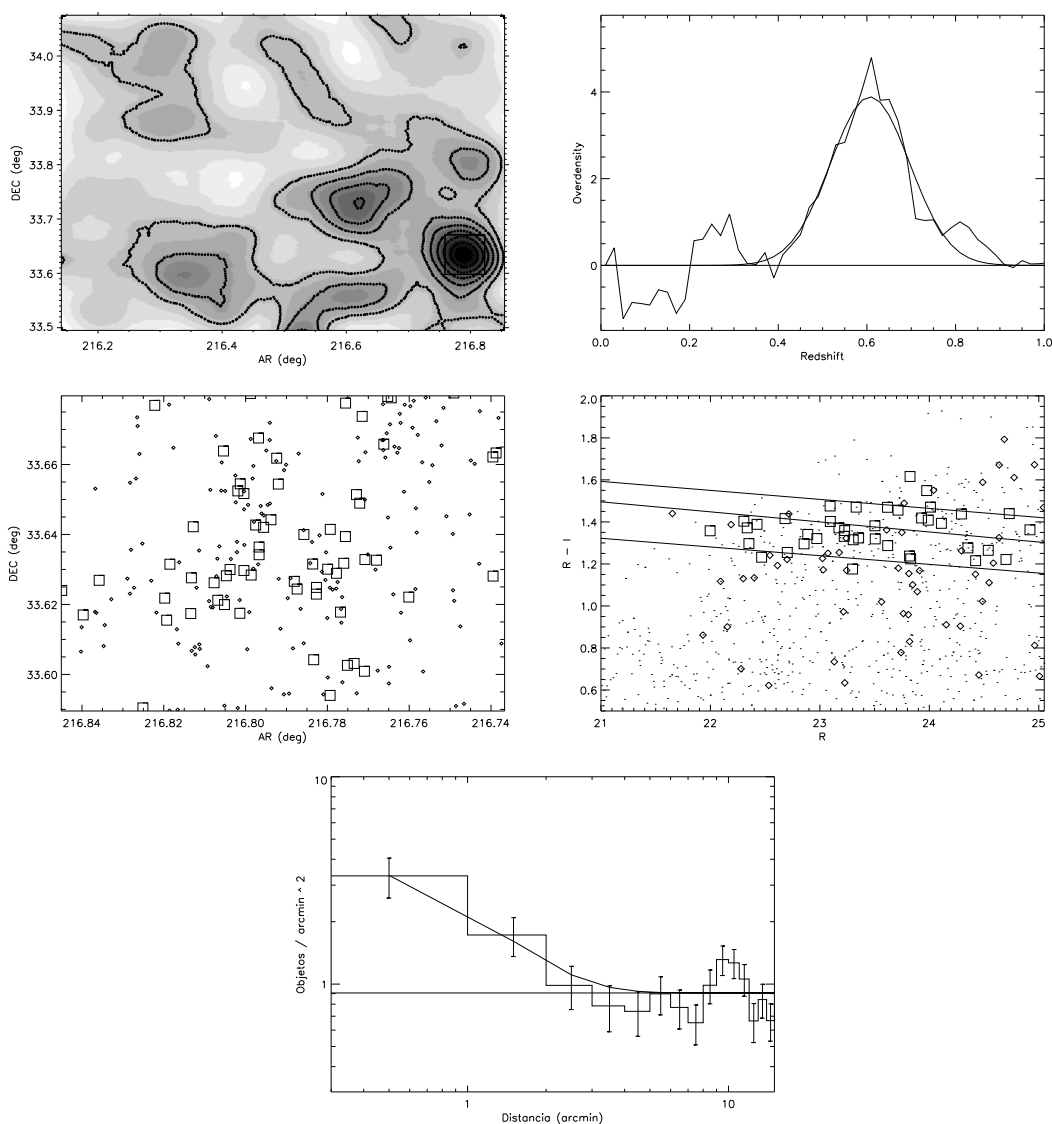 34.0
33.9
33.8
33.7
33.6
33.5
DEC (deg)
216.2 216.4 216.6 216.8
AR (deg)
4
2
0
Overdensity
0.0 0.2 0.4 0.6 0.8 1.0
Redshift
33.66
33.64
33.62
33.60
DEC (deg)
216.84 216.82 216.80 216.78 216.76 216.74
AR (deg)
2.0
1.8
1.6
1.4
1.2
1.0
0.8
0.6
R - I
21 22 23 24 25
R
10
1
Objetos / arcmin ^ 2
1 10
Distancia (arcmin)